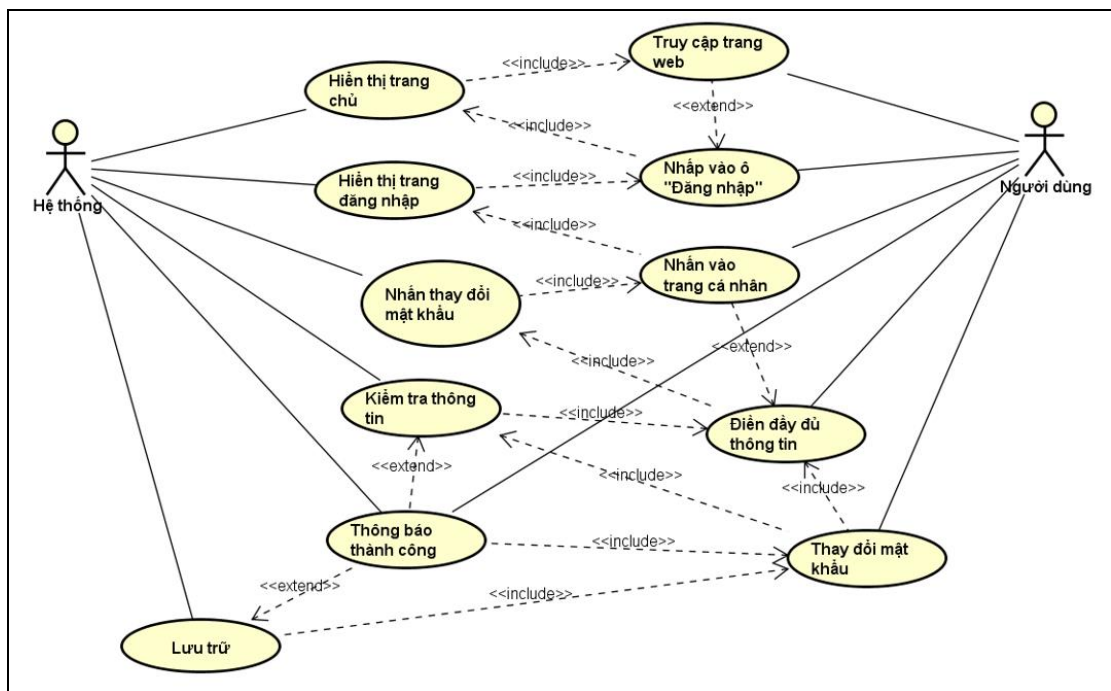 Truy cập trang
web
<<include>>
Hiển thị trang
chủ
<<extend>>
<<include>>
Hệ thống
Nhấp vào ô
"Đăng nhập"
Người dùng
<<include>>
Hiển thị trang
đăng nhập
<<include>>
Nhấn vào
trang cá nhân
<<include>>
Nhấn thay đổi
mật khẩu
<<extend>>
<<include>>
Kiểm tra thông
tin
<<include>>
Điền đầy đủ
thông tin
<<extend>>
<<include>>
<<include>>
Thông báo
thành công
<<include>>
Thay đổi mật
khẩu
<<extend>>
<<include>>
Lưu trữ